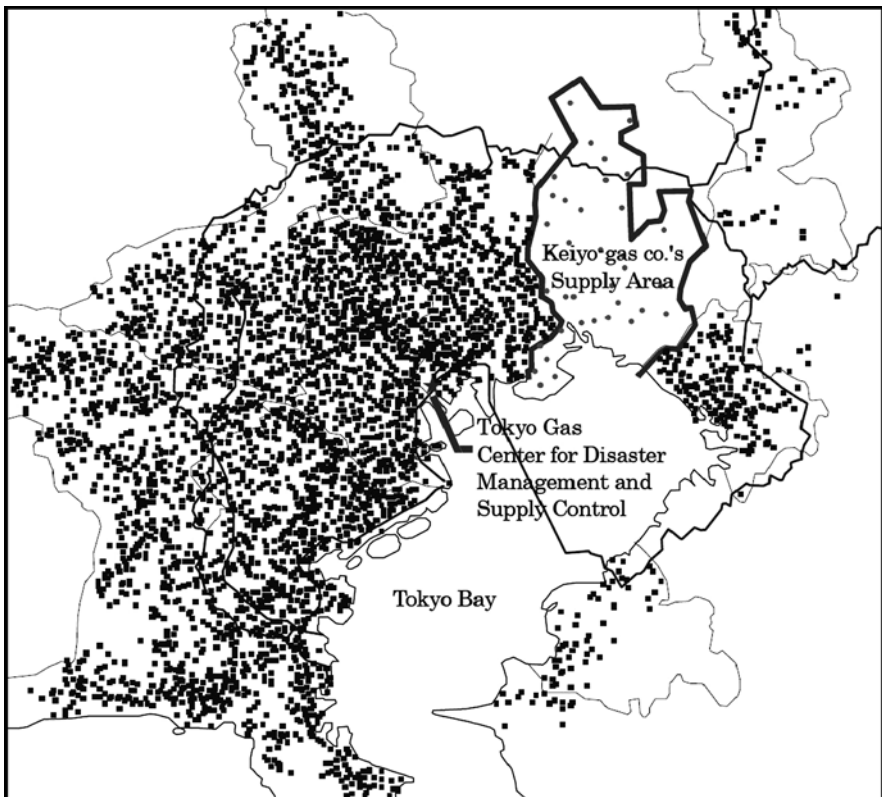 Keiyo gas co.'s
Supply Area
Tokyo Gas
Center for Disaster
Management and
Supply Control
Tokyo Bay